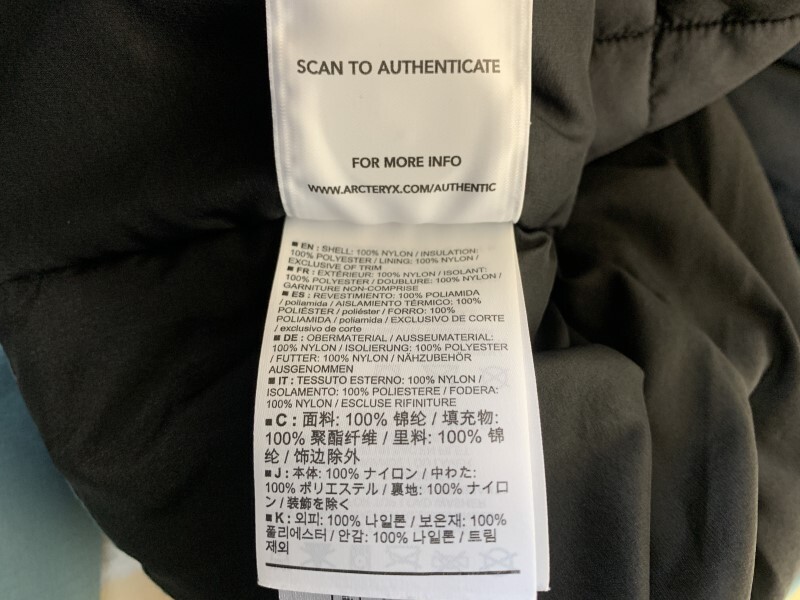 SCAN TO AUTHENTICATE
FOR MORE INFO
WWW.ARCTERYX.COM/AUTHENTIC
■ EN : SHELL: 100% NYLON / INSULATION:
100% POLYESTER / LINING: 100% NYLON /
EXCLUSIVE OF TRIM
■ FR : EXTÉRIEUR: 100% NYLON / ISOLANT:
100% POLYESTER / DOUBLURE: 100% NYLON /
GARNITURE NON-COMPRISE
■ ES : REVESTIMIENTO: 100% POLIAMIDA
/ poliamida / AISLAMIENTO TÉRMICO: 100%
POLIÉSTER / poliéster / FORRO: 100%
POLIAMIDA / poliamida / EXCLUSIVO DE CORTE
/ exclusivo de corte
■ DE : OBERMATERIAL / AUSSEUMATERIAL:
100% NYLON / ISOLIERUNG: 100% POLYESTER
/ FUTTER: 100% NYLON / NÄHZUBEHÖR
AUSGENOMMEN
■ IT : TESSUTO ESTERNO: 100% NYLON /
ISOLAMENTO: 100% POLIESTERE / FODERA:
100% NYLON / ESCLUSE RIFINITURE
■ C : 面料: 100% 锦纶 / 填充物:
100% 聚酯纤维 / 里料: 100% 锦
纶 / 饰边除外
■ J : 本体: 100% ナイロン / 中わた:
100% ポリエステル / 裏地: 100% ナイロ
ン / 装飾を除く
■ K : 외피: 100% 나일론 / 보온재: 100%
폴리에스터 / 안감: 100% 나일론 / 트림
제외